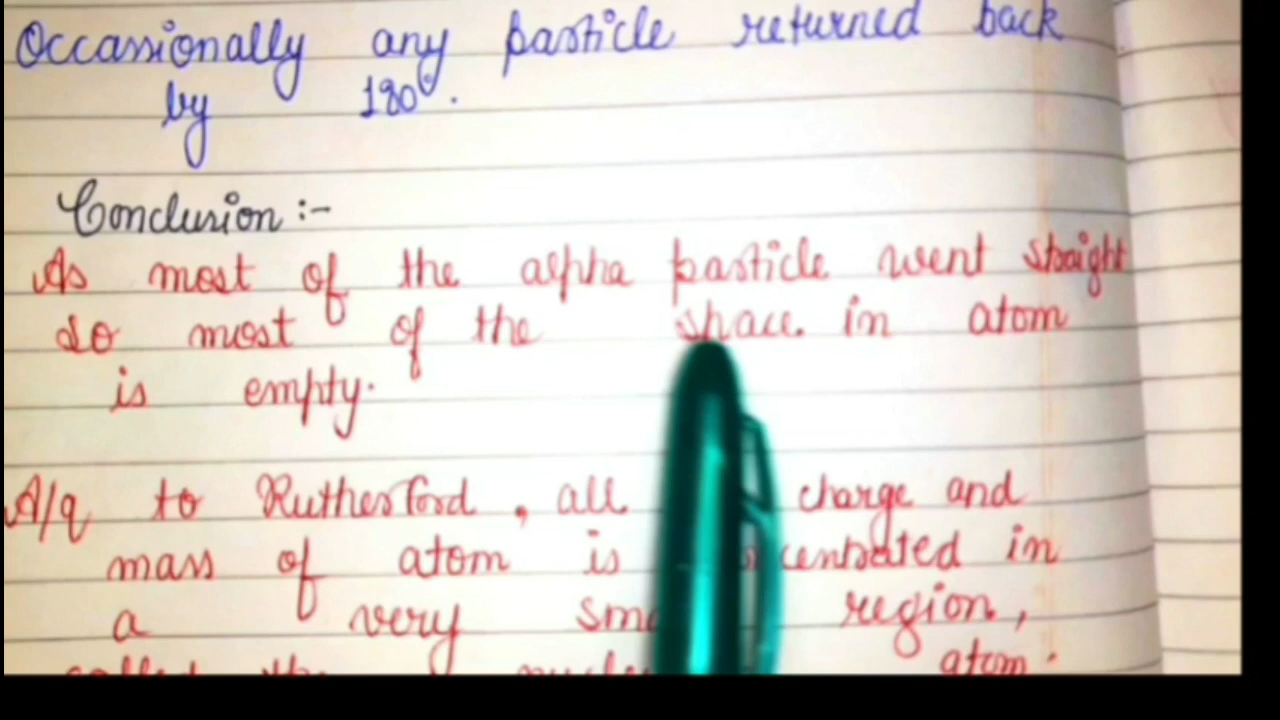 Occassionally any particle returned back
by 180°.
Conclusion :-
As most of the alpha particle went straight
so most of the space in atom
is empty.
A/q to Rutherford, all charge and
mass of atom is centrated in
a very sm region,
called the atom.